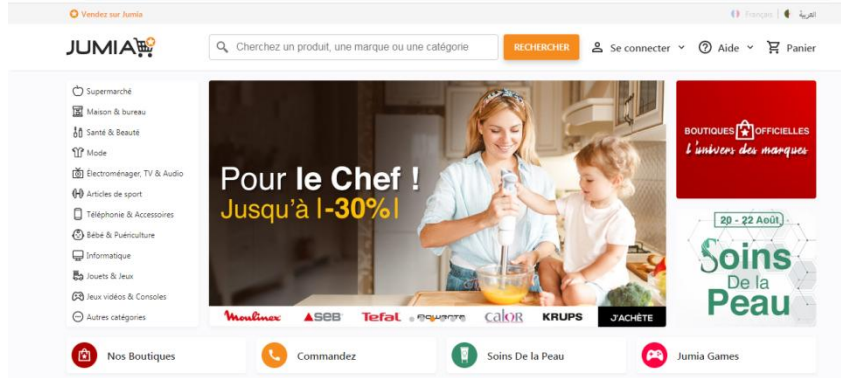 Vendez sur Jumia
Français | العربية
JUMIA
Cherchez un produit, une marque ou une catégorie
RECHERCHER
Se connecter
Aide
Panier
Supermarché
Maison & bureau
Santé & Beauté
Mode
Électroménager, TV & Audio
Articles de sport
Téléphonie & Accessoires
Bébé & Puériculture
Informatique
Jouets & Jeux
Jeux vidéos & Consoles
Autres catégories
Pour le Chef !
Jusqu'à |-30%|
Moulinex SEB Tefal Rowenta calor KRUPS
J'ACHÈTE
BOUTIQUES OFFICIELLES
L'univers des marques
20 - 22 Août
Soins
De la
Peau
Nos Boutiques
Commandez
Soins De la Peau
Jumia Games